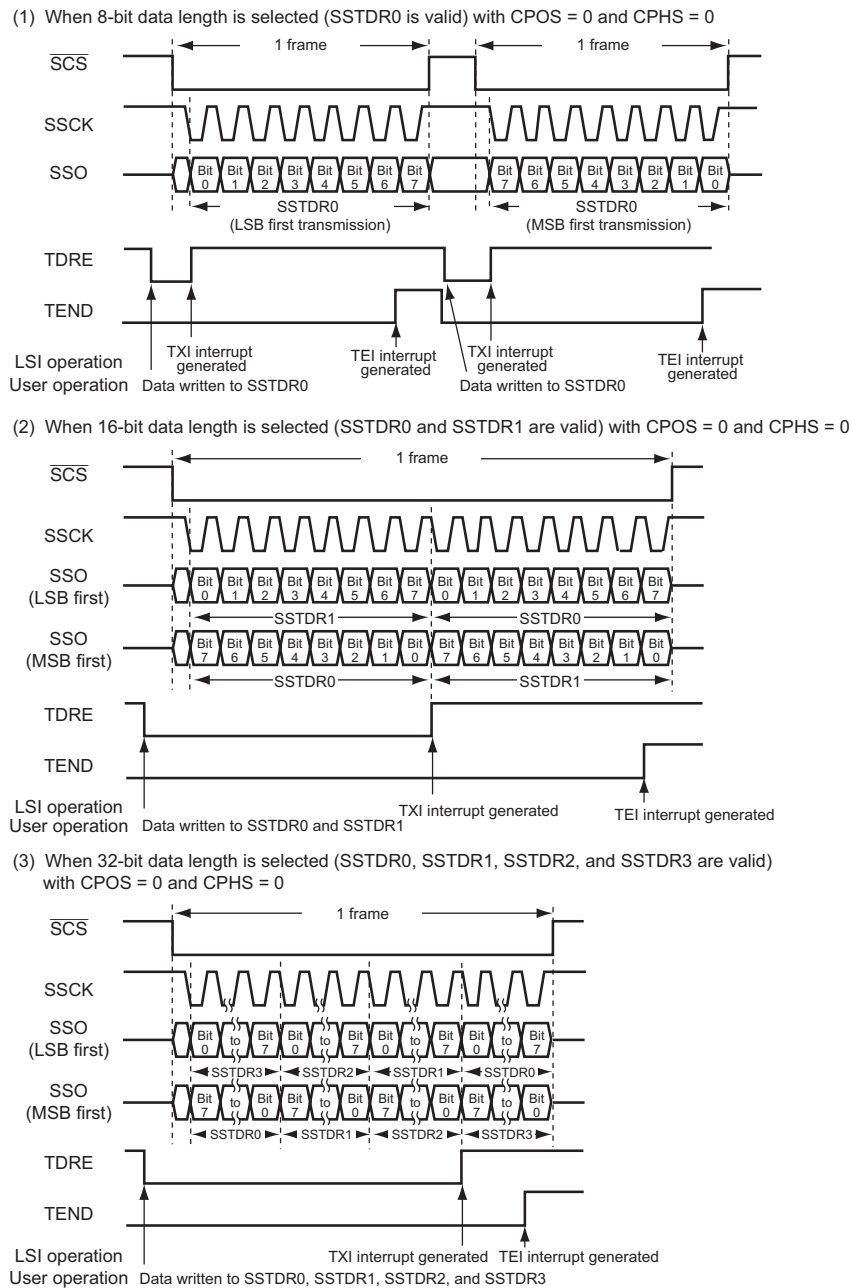 (1) When 8-bit data length is selected (SSTDR0 is valid) with CPOS = 0 and CPHS = 0
1 frame 1 frame
SCS
SSCK
SSO Bit 0 Bit 1 Bit 2 Bit 3 Bit 4 Bit 5 Bit 6 Bit 7 Bit 7 Bit 6 Bit 5 Bit 4 Bit 3 Bit 2 Bit 1 Bit 0
SSTDR0 (LSB first transmission) SSTDR0 (MSB first transmission)
TDRE
TEND
LSI operation TXI interrupt generated TEI interrupt generated TXI interrupt generated TEI interrupt generated
User operation Data written to SSTDR0 Data written to SSTDR0
(2) When 16-bit data length is selected (SSTDR0 and SSTDR1 are valid) with CPOS = 0 and CPHS = 0
1 frame
SCS
SSCK
SSO (LSB first) Bit 0 Bit 1 Bit 2 Bit 3 Bit 4 Bit 5 Bit 6 Bit 7 Bit 0 Bit 1 Bit 2 Bit 3 Bit 4 Bit 5 Bit 6 Bit 7
SSTDR1 SSTDR0
SSO (MSB first) Bit 7 Bit 6 Bit 5 Bit 4 Bit 3 Bit 2 Bit 1 Bit 0 Bit 7 Bit 6 Bit 5 Bit 4 Bit 3 Bit 2 Bit 1 Bit 0
SSTDR0 SSTDR1
TDRE
TEND
LSI operation TXI interrupt generated TEI interrupt generated
User operation Data written to SSTDR0 and SSTDR1
(3) When 32-bit data length is selected (SSTDR0, SSTDR1, SSTDR2, and SSTDR3 are valid)
with CPOS = 0 and CPHS = 0
1 frame
SCS
SSCK
SSO (LSB first) Bit 0 to Bit 7 Bit 0 to Bit 7 Bit 0 to Bit 7 Bit 0 to Bit 7
SSTDR3 SSTDR2 SSTDR1 SSTDR0
SSO (MSB first) Bit 7 to Bit 0 Bit 7 to Bit 0 Bit 7 to Bit 0 Bit 7 to Bit 0
SSTDR0 SSTDR1 SSTDR2 SSTDR3
TDRE
TEND
LSI operation TXI interrupt generated TEI interrupt generated
User operation Data written to SSTDR0, SSTDR1, SSTDR2, and SSTDR3